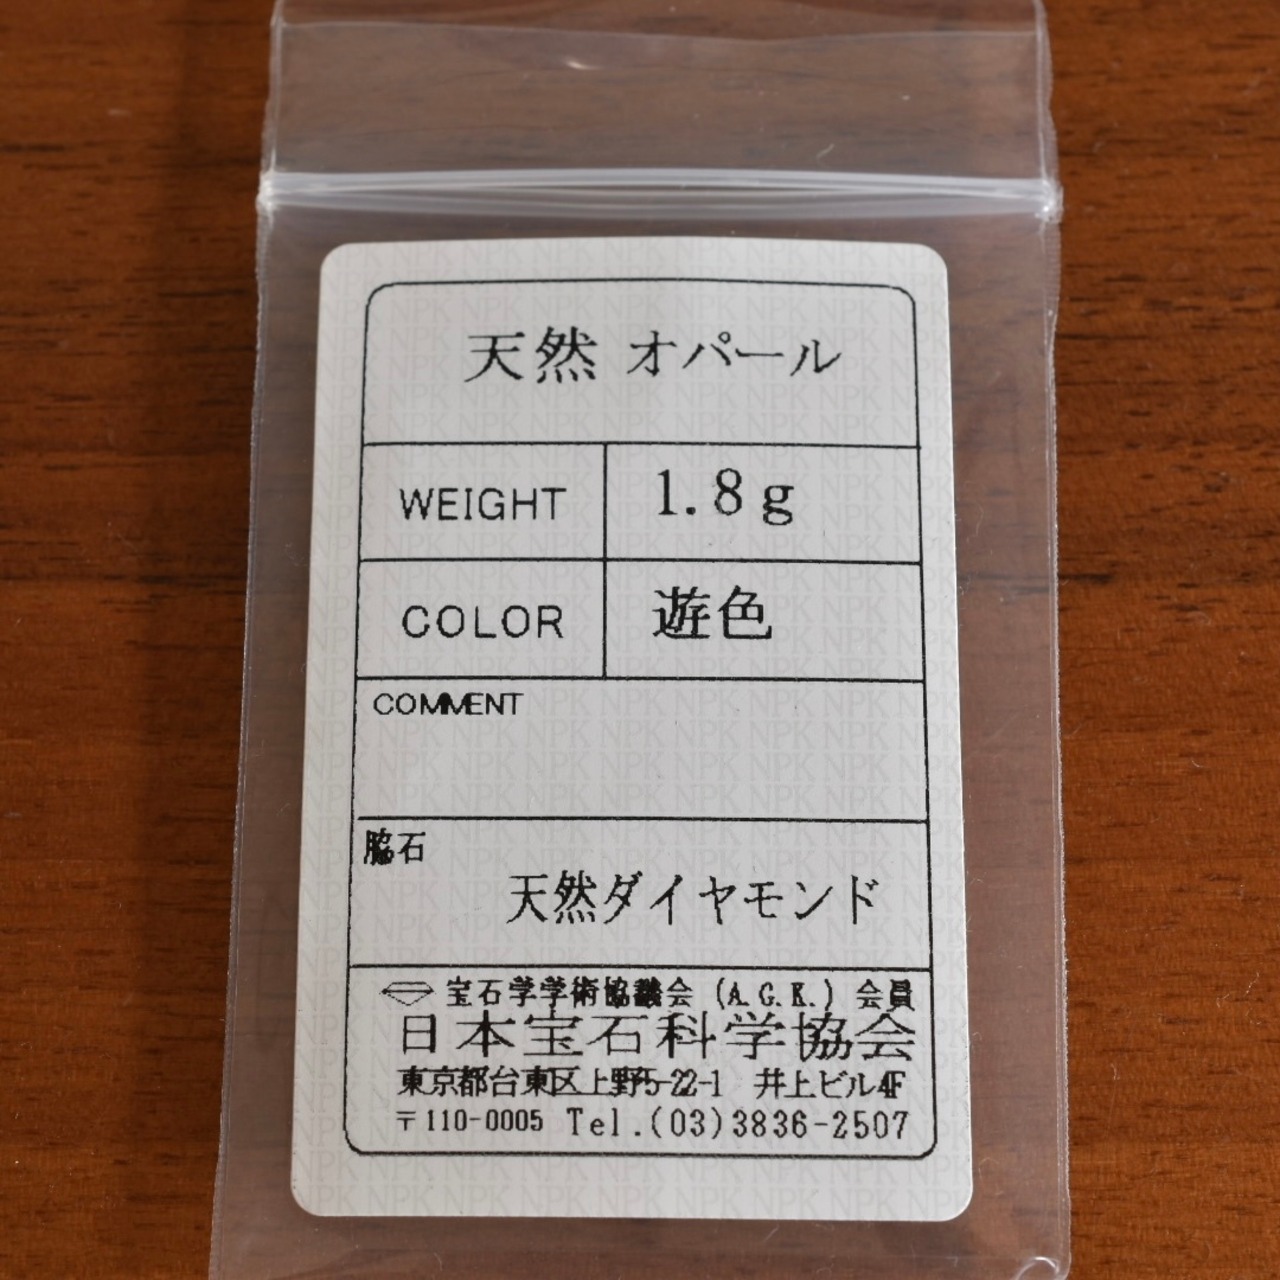 天然 オパール
WEIGHT 1.8g
COLOR 遊色
COMMENT
脇石
天然ダイヤモンド
宝石学学術協議会 (A.G.K.) 会員
日本宝石科学協会
東京都台東区上野5-22-1 井上ビル4F
〒110-0005 Tel.(03)3836-2507